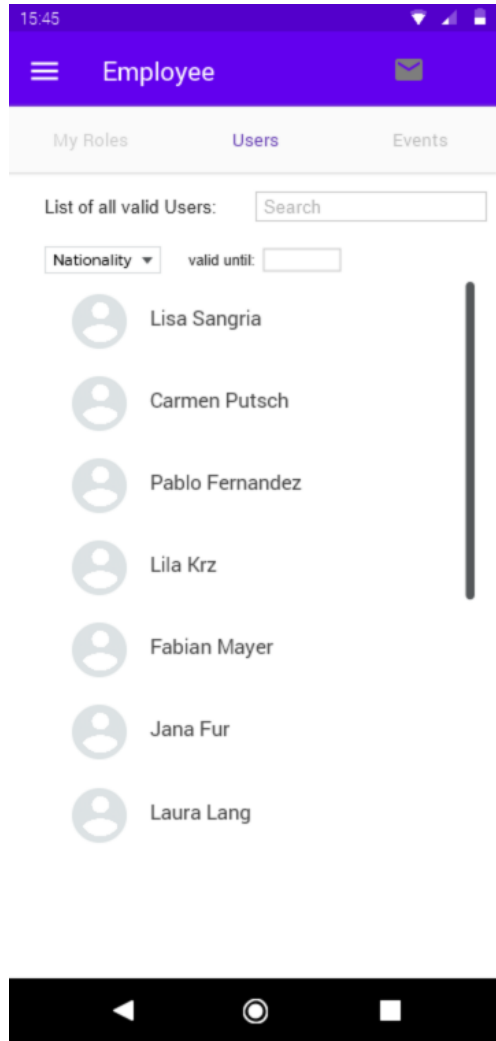 15:45
Employee
My Roles Users Events
List of all valid Users: Search
Nationality valid until:
Lisa Sangria
Carmen Putsch
Pablo Fernandez
Lila Krz
Fabian Mayer
Jana Fur
Laura Lang